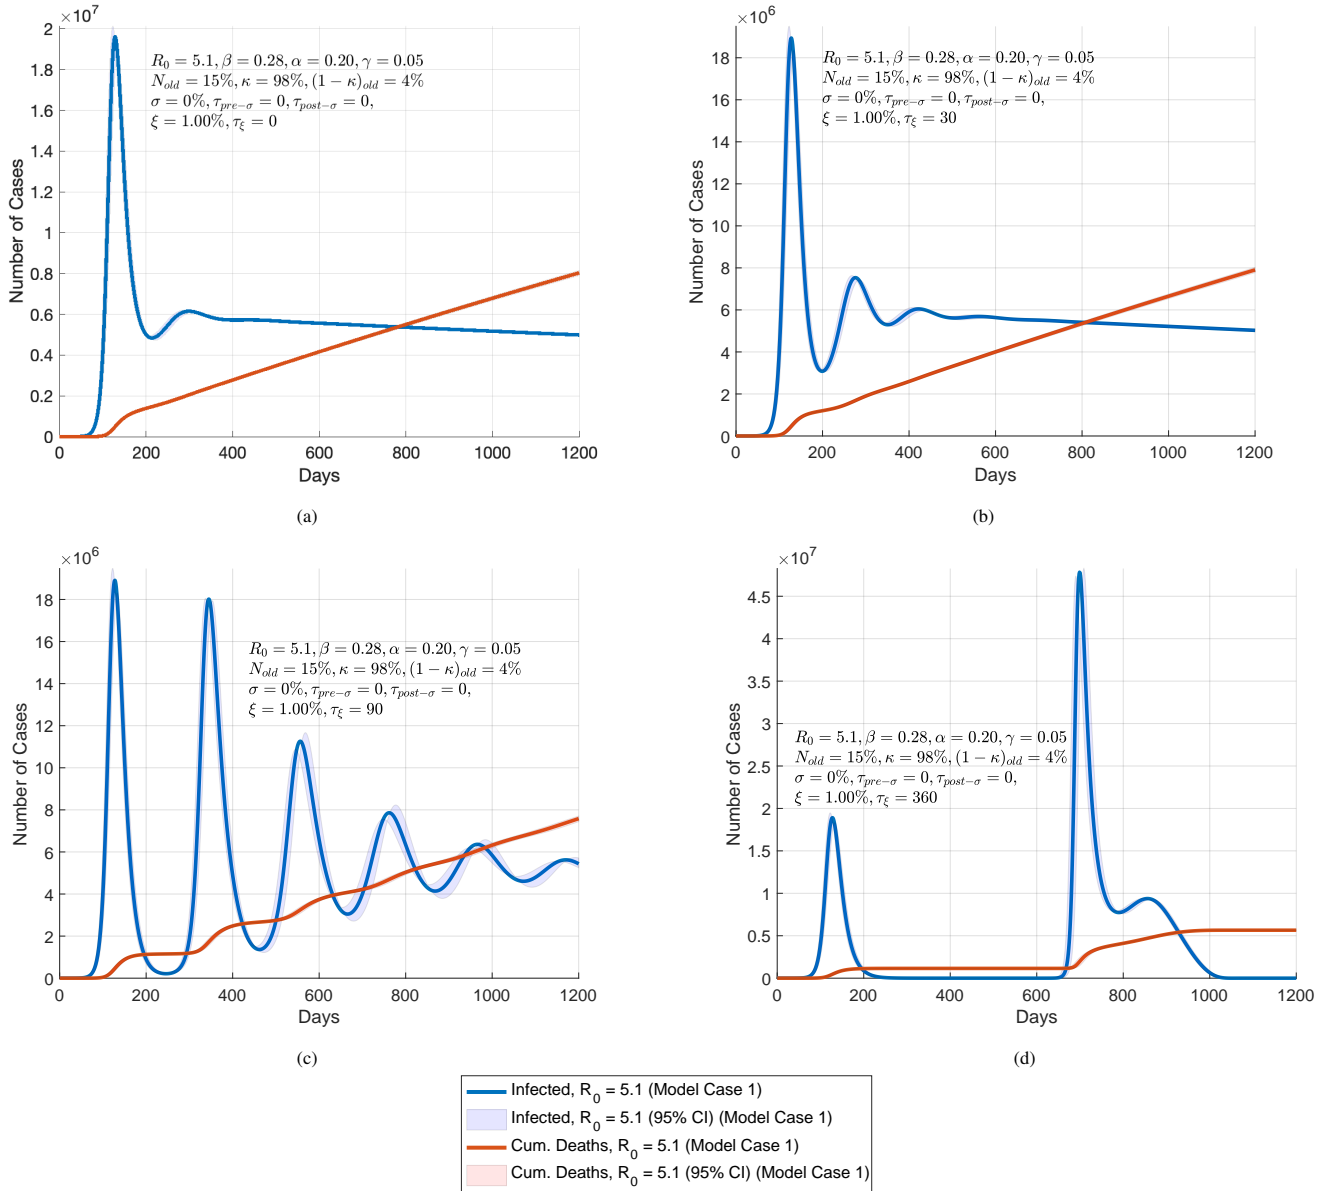 ×10^7
2
1.8
1.6
1.4
1.2
1
0.8
0.6
0.4
0.2
0
0 200 400 600 800 1000 1200
Number of Cases
Days
R_0 = 5.1, β = 0.28, α = 0.20, γ = 0.05
N_old = 15%, κ = 98%, (1 − κ)_old = 4%
σ = 0%, τ_pre−σ = 0, τ_post−σ = 0,
ξ = 1.00%, τ_ξ = 0
(a)
×10^6
18
16
14
12
10
8
6
4
2
0
0 200 400 600 800 1000 1200
Number of Cases
Days
R_0 = 5.1, β = 0.28, α = 0.20, γ = 0.05
N_old = 15%, κ = 98%, (1 − κ)_old = 4%
σ = 0%, τ_pre−σ = 0, τ_post−σ = 0,
ξ = 1.00%, τ_ξ = 30
(b)
×10^6
18
16
14
12
10
8
6
4
2
0
0 200 400 600 800 1000 1200
Number of Cases
Days
R_0 = 5.1, β = 0.28, α = 0.20, γ = 0.05
N_old = 15%, κ = 98%, (1 − κ)_old = 4%
σ = 0%, τ_pre−σ = 0, τ_post−σ = 0,
ξ = 1.00%, τ_ξ = 90
(c)
×10^7
4.5
4
3.5
3
2.5
2
1.5
1
0.5
0
0 200 400 600 800 1000 1200
Number of Cases
Days
R_0 = 5.1, β = 0.28, α = 0.20, γ = 0.05
N_old = 15%, κ = 98%, (1 − κ)_old = 4%
σ = 0%, τ_pre−σ = 0, τ_post−σ = 0,
ξ = 1.00%, τ_ξ = 360
(d)
Infected, R_0 = 5.1 (Model Case 1)
Infected, R_0 = 5.1 (95% CI) (Model Case 1)
Cum. Deaths, R_0 = 5.1 (Model Case 1)
Cum. Deaths, R_0 = 5.1 (95% CI) (Model Case 1)